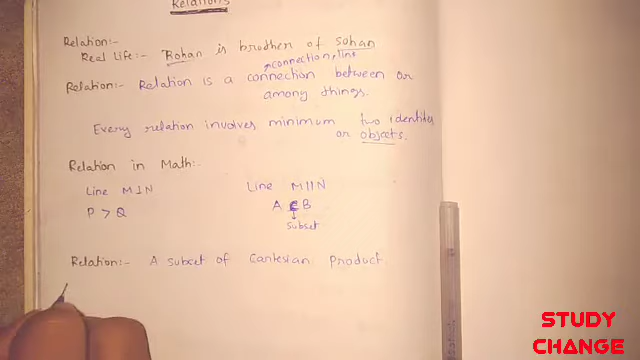 Relations
Relation:-
Real Life:- Rohan is brother of Sohan
connection, link
Relation:- Relation is a connection between or
among things.
Every relation involves minimum two identites
or objects.
Relation in Math:-
Line M⊥N Line M||N
P > Q A ⊂ B
subset
Relation:- A subset of Cartesian product.
STUDY
CHANGE